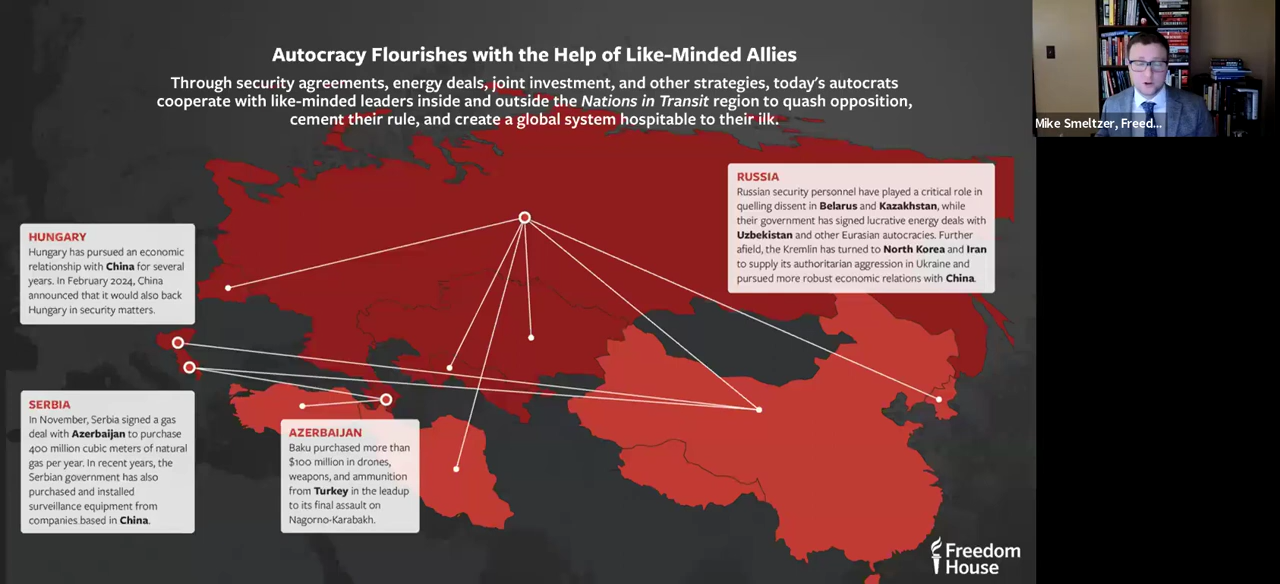 Autocracy Flourishes with the Help of Like-Minded Allies
Through security agreements, energy deals, joint investment, and other strategies, today's autocrats
cooperate with like-minded leaders inside and outside the Nations in Transit region to quash opposition,
cement their rule, and create a global system hospitable to their ilk.
Mike Smeltzer, Freed...
RUSSIA
Russian security personnel have played a critical role in
quelling dissent in Belarus and Kazakhstan, while
their government has signed lucrative energy deals with
Uzbekistan and other Eurasian autocracies. Further
afield, the Kremlin has turned to North Korea and Iran
to supply its authoritarian aggression in Ukraine and
pursued more robust economic relations with China.
HUNGARY
Hungary has pursued an economic
relationship with China for several
years. In February 2024, China
announced that it would also back
Hungary in security matters.
SERBIA
In November, Serbia signed a gas
deal with Azerbaijan to purchase
400 million cubic meters of natural
gas per year. In recent years, the
Serbian government has also
purchased and installed
surveillance equipment from
companies based in China.
AZERBAIJAN
Baku purchased more than
$100 million in drones,
weapons, and ammunition
from Turkey in the leadup
to its final assault on
Nagorno-Karabakh.
Freedom
House